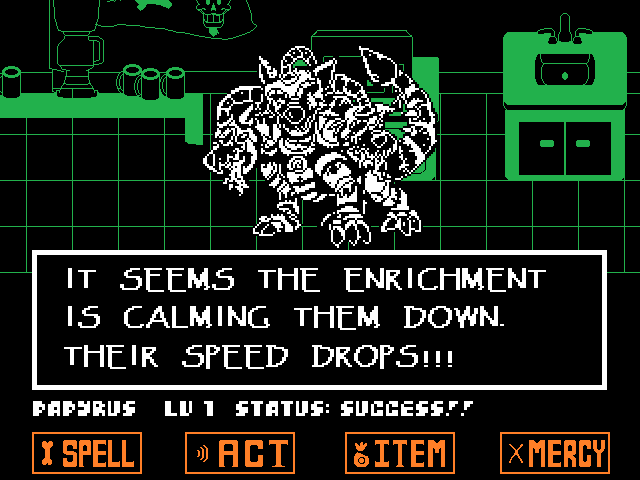 IT SEEMS THE ENRICHMENT
IS CALMING THEM DOWN.
THEIR SPEED DROPS!!!
PAPYRUS LV 1 STATUS: SUCCESS!!
SPELL ACT ITEM MERCY